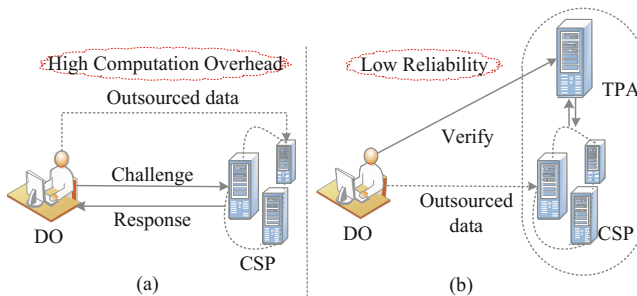 High Computation Overhead
Outsourced data
Challenge
Response
DO
CSP
(a)
Low Reliability
TPA
Verify
Outsourced
data
DO
CSP
(b)